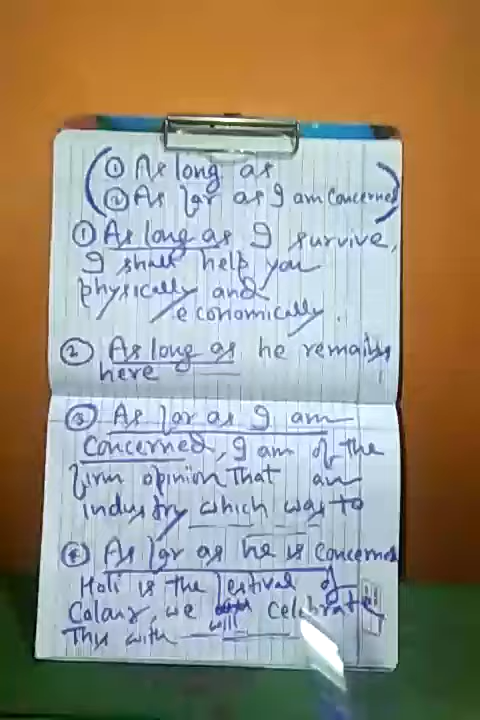 ① As long as
② As far as I am Concerned
① As long as I survive,
I shall help you
physically and
economically.
② As long as he remains
here
③ As far as I am
Concerned, I am of the
firm opinion that an
industry which was to
④ As far as he is concerned
Holi is the festival of
we will celebrate
This with